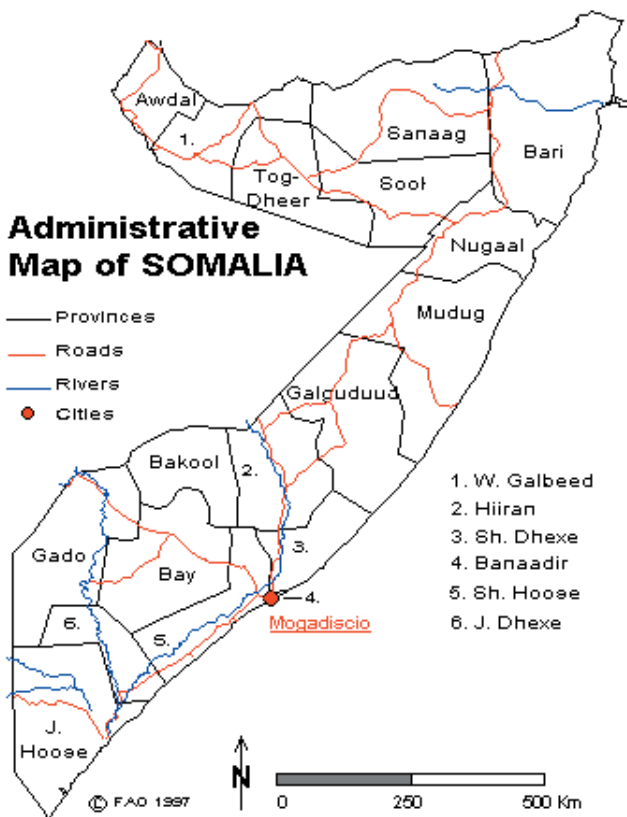 Awdal
1.
Tog-
Dheer
Sanaag
Sool
Bari
Nugaal
Mudug
Administrative
Map of SOMALIA
Provinces
Roads
Rivers
Cities
Galguduud
Bakool
2.
3.
Gado
Bay
4.
Mogadiscio
5.
6.
J.
Hoose
1. W. Galbeed
2. Hiiran
3. Sh. Dhexe
4. Banaadir
5. Sh. Hoose
6. J. Dhexe
© FAO 1997
N
0 250 500 Km